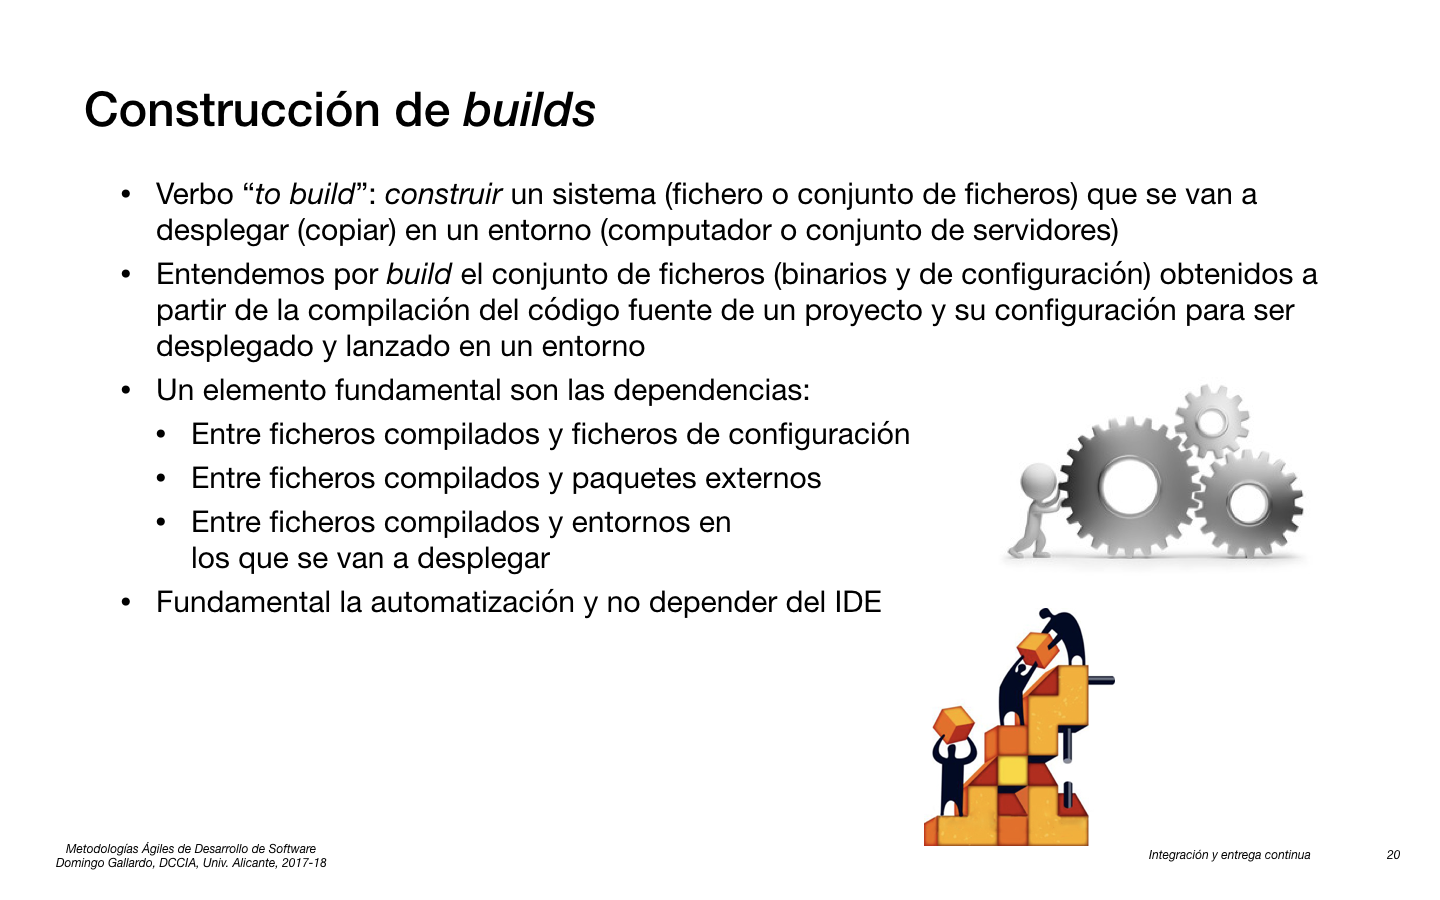 Construcción de builds
• Verbo “to build”: construir un sistema (fichero o conjunto de ficheros) que se van a
desplegar (copiar) en un entorno (computador o conjunto de servidores)
• Entendemos por build el conjunto de ficheros (binarios y de configuración) obtenidos a
partir de la compilación del código fuente de un proyecto y su configuración para ser
desplegado y lanzado en un entorno
• Un elemento fundamental son las dependencias:
• Entre ficheros compilados y ficheros de configuración
• Entre ficheros compilados y paquetes externos
• Entre ficheros compilados y entornos en
los que se van a desplegar
• Fundamental la automatización y no depender del IDE
Metodologías Ágiles de Desarrollo de Software
Domingo Gallardo, DCCIA, Univ. Alicante, 2017-18
Integración y entrega continua
20